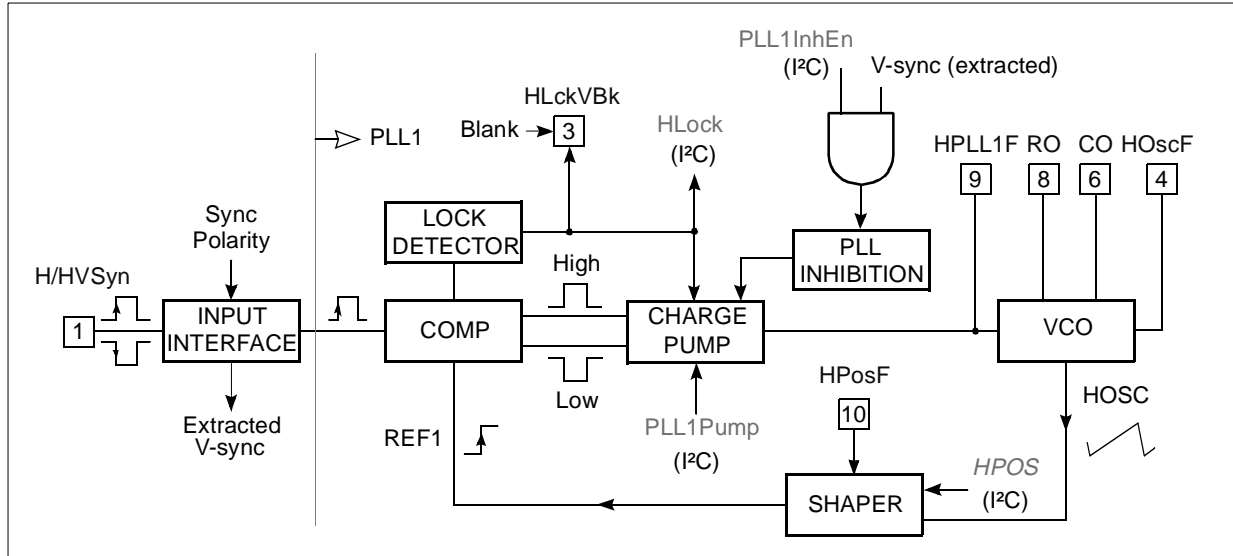 PLL1InhEn
(I²C)
V-sync (extracted)
HLckVBk
Blank
3
HLock
(I²C)
PLL1
HPLL1F
RO
CO
HOscF
9
8
6
4
Sync
Polarity
LOCK
DETECTOR
PLL
INHIBITION
H/HVSyn
High
1
INPUT
INTERFACE
COMP
CHARGE
PUMP
VCO
Low
HPosF
HOSC
Extracted
V-sync
REF1
PLL1Pump
(I²C)
10
HPOS
(I²C)
SHAPER